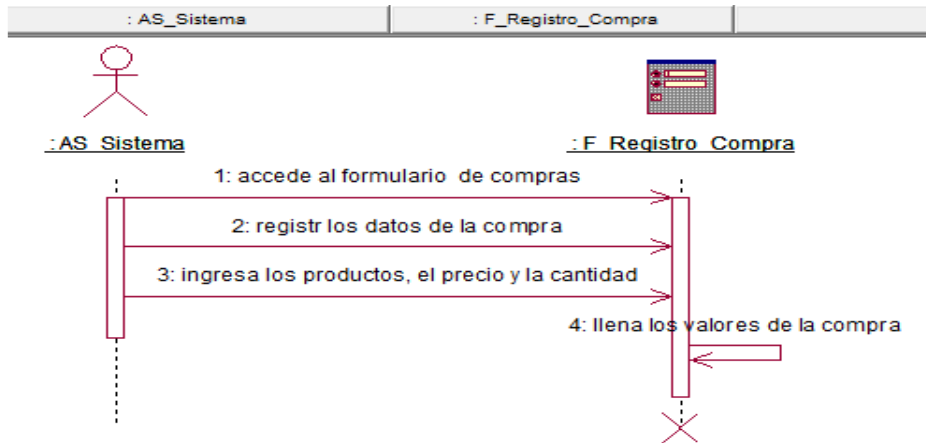 : AS_Sistema
: F_Registro_Compra
: AS_Sistema
: F_Registro_Compra
1: accede al formulario de compras
2: registr los datos de la compra
3: ingresa los productos, el precio y la cantidad
4: llena los valores de la compra